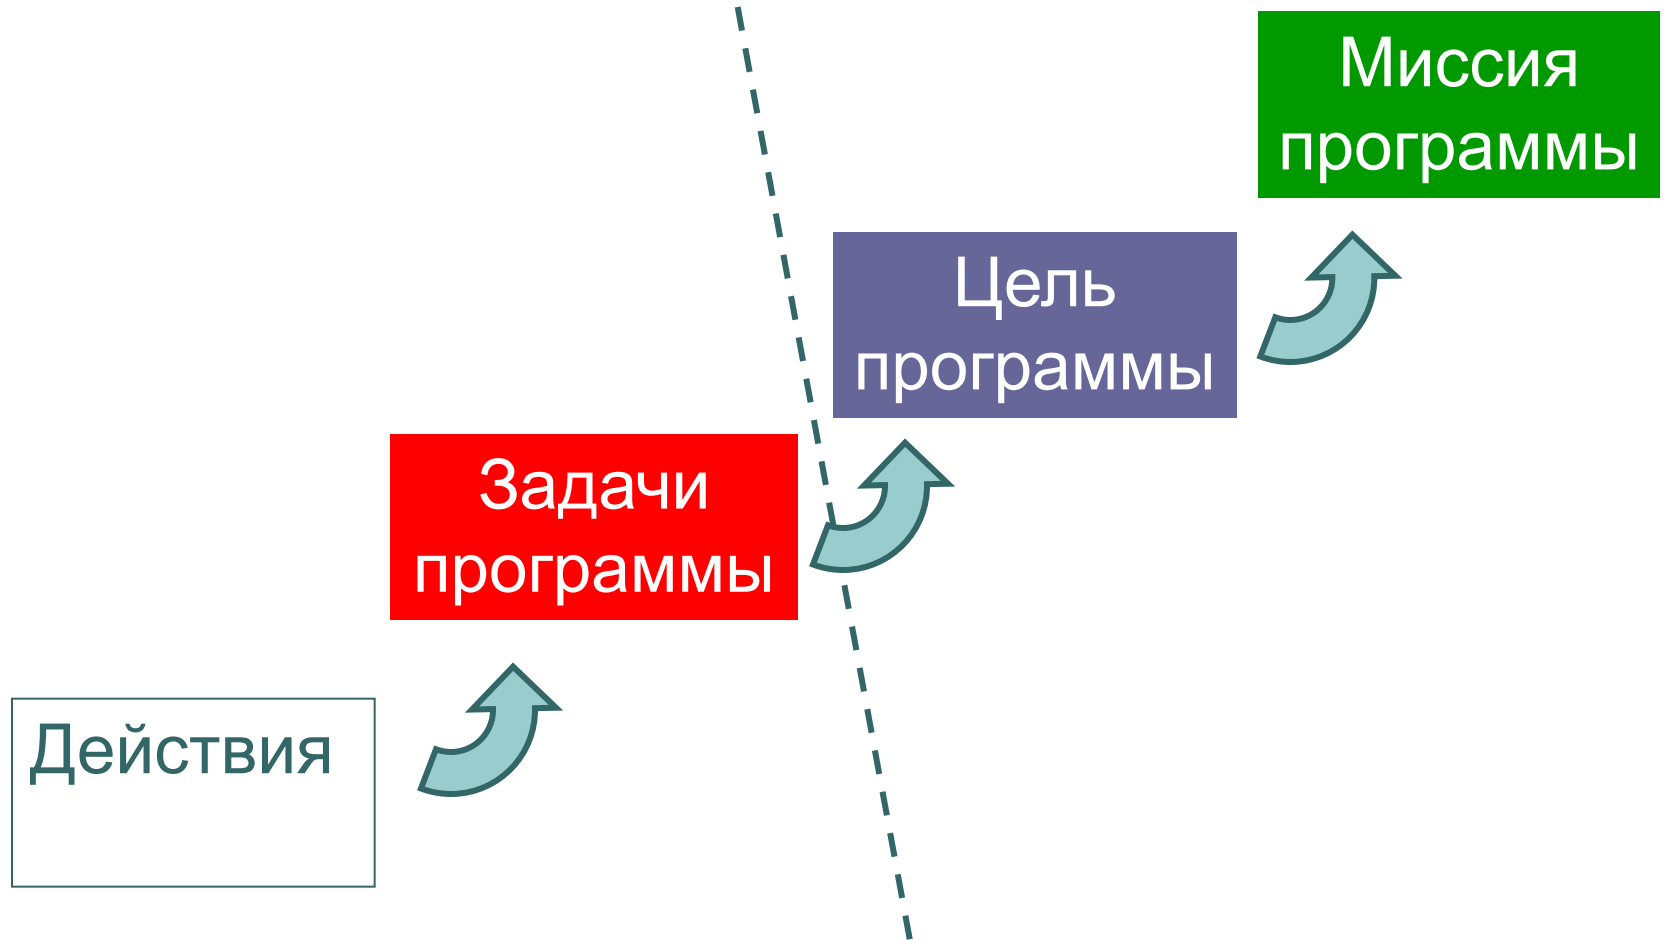 Миссия
программы
Цель
программы
Задачи
программы
Действия